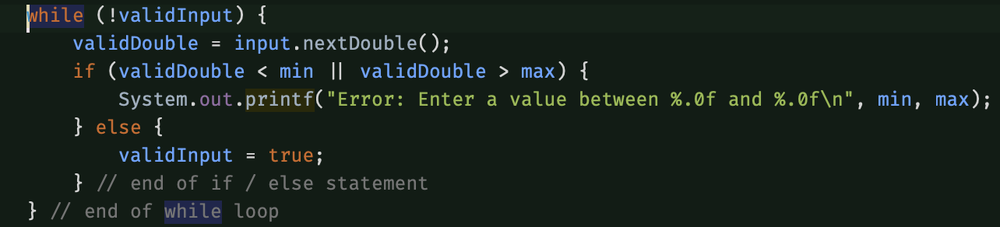 while (!validInput) {
    validDouble = input.nextDouble();
    if (validDouble < min || validDouble > max) {
        System.out.printf("Error: Enter a value between %.0f and %.0f\n", min, max);
    } else {
        validInput = true;
    } // end of if / else statement
} // end of while loop